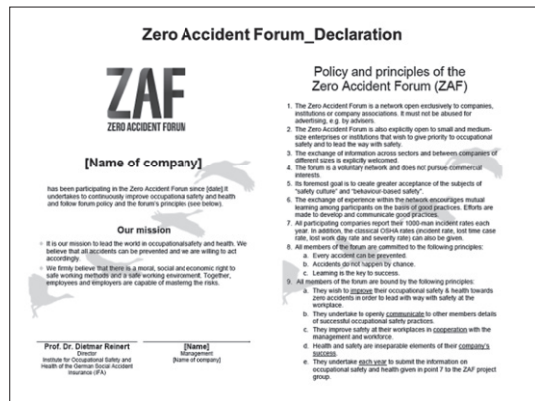 Zero Accident Forum_Declaration
ZAF
ZERO ACCIDENT FORUM
[Name of company]
has been participating in the Zero Accident Forum since [date].It
undertakes to continously improve occupational safety and health
and follow forum policy and the forum's principles (see below).
Our mission
It is our mission to lead the world in occupationalsafety and health. We
believe that all accidents can be prevented and we are willing to act
accordingly.
We firmly believe that there is a moral, social and economic right to
safe working methods and a safe working environment. Together,
employees and employers are capable of mastering the risks.
Prof. Dr. Dietmar Reinert
Director
Institute for Occupational Safety and
Health of the German Social Accident
Insurance (IFA)
[Name]
Management
[Name of company]
Policy and principles of the
Zero Accident Forum (ZAF)
1. The Zero Accident Forum is a network open exclusively to companies,
institutions or company associations. It must not be abused for
advertising, e.g. by advisers.
2. The Zero Accident Forum is also explicitly open to small and medium-
size enterprises or institutions that wish to give priority to occupational
safety and to lead the way with safety.
3. The exchange of information across sectors and between companies of
different sizes is explicitly welcomed.
4. The forum is a voluntary network and does not pursue commercial
interests.
5. Its foremost goal is to create greater acceptance of the subjects of
"safety culture" and "behaviour-based safety".
6. The exchange of experience within the network encourages mutual
learning among participants on the basis of good practices. Efforts are
made to develop and communicate good practices.
7. All participating companies report their 1000-man incident rates each
year. In addition, the classical OSHA rates (incident rate, lost time case
rate, lost work day rate and severity rate) can also be given.
8. All members of the forum are committed to the following principles:
a. Every accident can be prevented.
b. Accidents do not happen by chance.
c. Learning is the key to success.
9. All members of the forum are bound by the following principles:
a. They wish to improve their occupational safety & health towards
zero accidents in order to lead with way with safety at the
workplace.
b. They undertake to openly communicate to other members details
of successful occupational safety practices.
c. They improve safety at their workplaces in cooperation with the
management and workforce.
d. Health and safety are inseparable elements of their company's
success.
e. They undertake each year to submit the information on
occupational safety and health given in point 7 to the ZAF project
group.